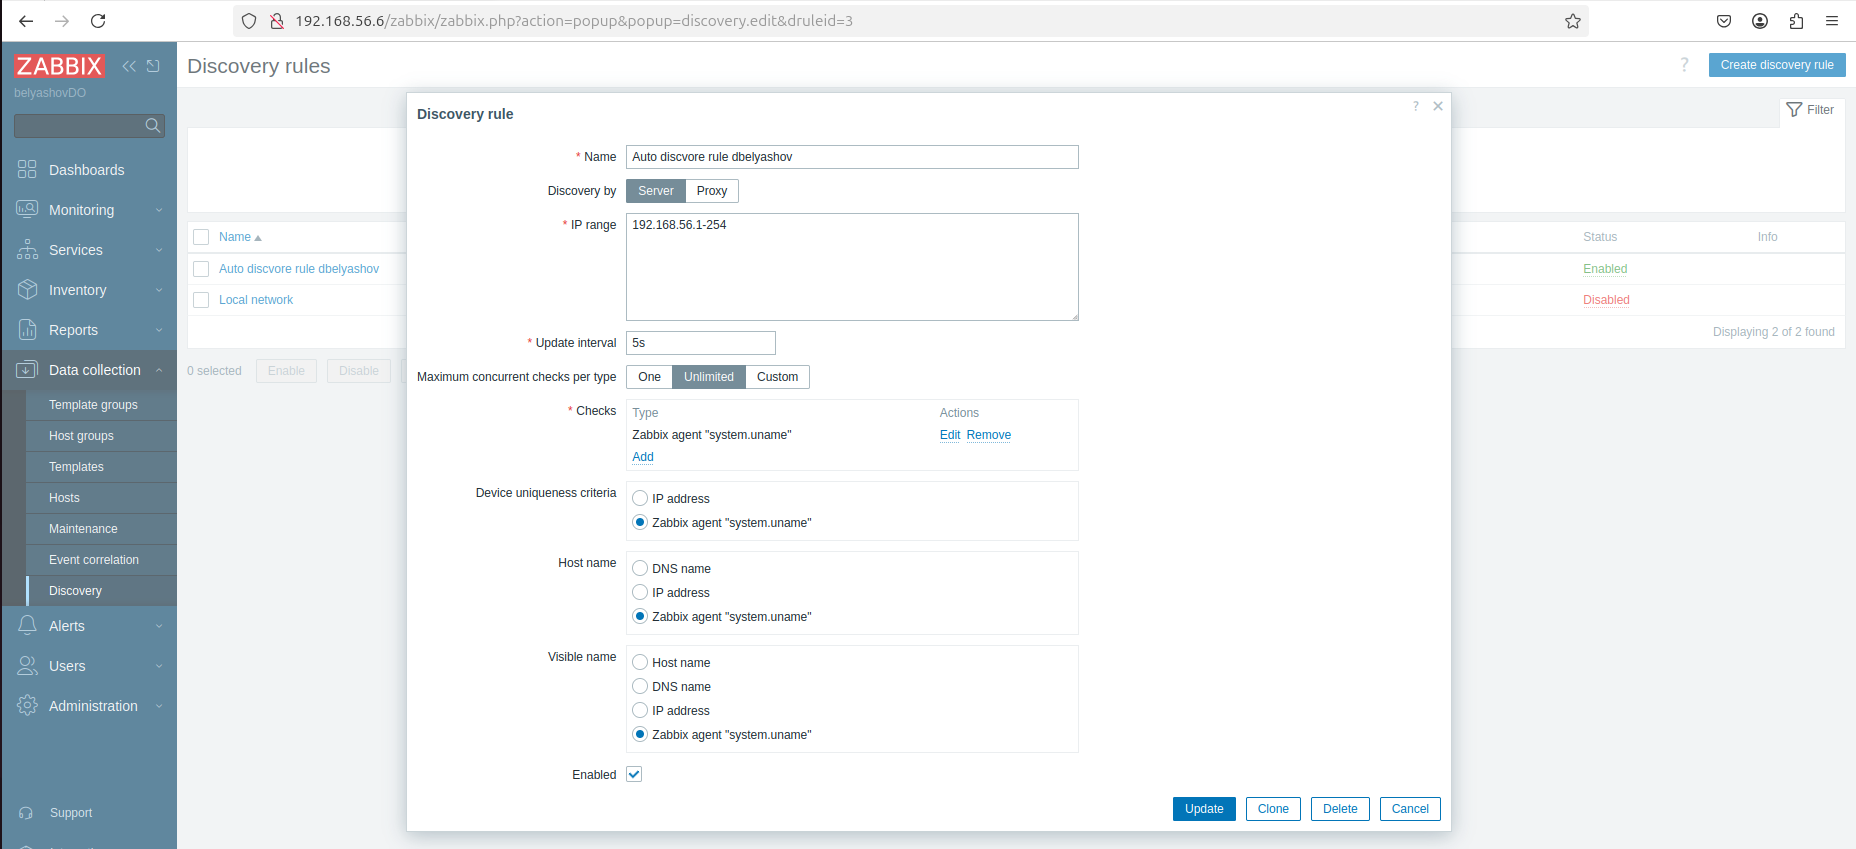 192.168.56.6/zabbix/zabbix.php?action=popup&popup=discovery.edit&druleid=3
ZABBIX
belyashovDO
Dashboards
Monitoring
Services
Inventory
Reports
Data collection
Template groups
Host groups
Templates
Hosts
Maintenance
Event correlation
Discovery
Alerts
Users
Administration
Support
Discovery rules
? Create discovery rule
Filter
Name Status Info
Auto discvore rule dbelyashov Enabled
Local network Disabled
Displaying 2 of 2 found
0 selected Enable Disable
Discovery rule ?
* Name Auto discvore rule dbelyashov
Discovery by Server Proxy
* IP range 192.168.56.1-254
* Update interval 5s
Maximum concurrent checks per type One Unlimited Custom
* Checks Type Actions
Zabbix agent "system.uname" Edit Remove
Add
Device uniqueness criteria IP address
Zabbix agent "system.uname"
Host name DNS name
IP address
Zabbix agent "system.uname"
Visible name Host name
DNS name
IP address
Zabbix agent "system.uname"
Enabled
Update Clone Delete Cancel